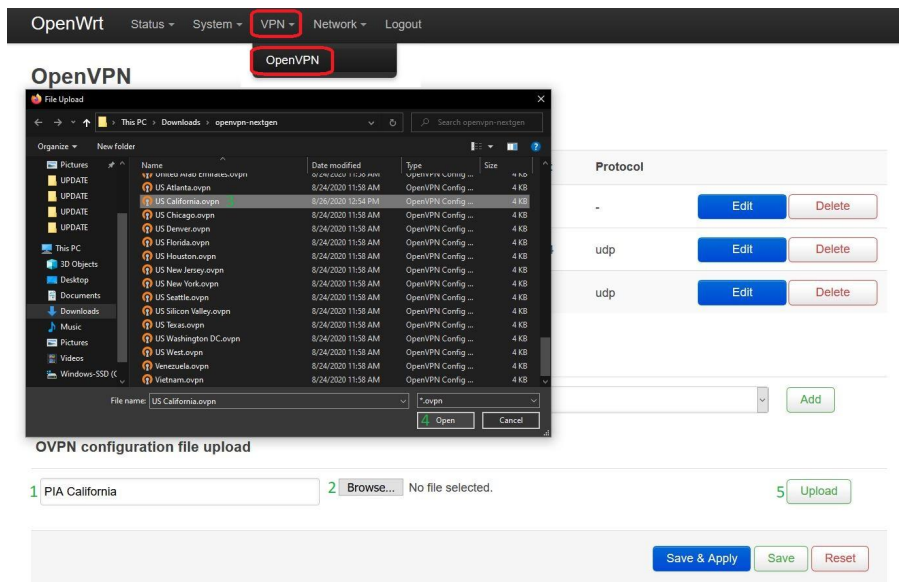 OpenWrt Status System VPN Network Logout
OpenVPN
OpenVPN
File Upload
This PC > Downloads > openvpn-nextgen
Search openvpn-nextgen
Organize New folder
Protocol
Pictures
UPDATE
UPDATE
UPDATE
UPDATE
This PC
3D Objects
Desktop
Documents
Downloads
Music
Pictures
Videos
Windows-SSD (C
Name Date modified Type Size
United Arab Emirates.ovpn 8/24/2020 11:58 AM OpenVPN Config ... 4 KB
US Atlanta.ovpn 8/24/2020 11:58 AM OpenVPN Config ... 4 KB
US California.ovpn 3 8/26/2020 12:54 PM OpenVPN Config ... 4 KB
US Chicago.ovpn 8/24/2020 11:58 AM OpenVPN Config ... 4 KB
US Denver.ovpn 8/24/2020 11:58 AM OpenVPN Config ... 4 KB
US Florida.ovpn 8/24/2020 11:58 AM OpenVPN Config ... 4 KB
US Houston.ovpn 8/24/2020 11:58 AM OpenVPN Config ... 4 KB
US New Jersey.ovpn 8/24/2020 11:58 AM OpenVPN Config ... 4 KB
US New York.ovpn 8/24/2020 11:58 AM OpenVPN Config ... 4 KB
US Seattle.ovpn 8/24/2020 11:58 AM OpenVPN Config ... 4 KB
US Silicon Valley.ovpn 8/24/2020 11:58 AM OpenVPN Config ... 4 KB
US Texas.ovpn 8/24/2020 11:58 AM OpenVPN Config ... 4 KB
US Washington DC.ovpn 8/24/2020 11:58 AM OpenVPN Config ... 4 KB
US West.ovpn 8/24/2020 11:58 AM OpenVPN Config ... 4 KB
Venezuela.ovpn 8/24/2020 11:58 AM OpenVPN Config ... 4 KB
Vietnam.ovpn 8/24/2020 11:58 AM OpenVPN Config ... 4 KB
- Edit Delete
udp Edit Delete
udp Edit Delete
File name: US California.ovpn *.ovpn
4 Open Cancel
Add
OVPN configuration file upload
1 PIA California 2 Browse... No file selected. 5 Upload
Save & Apply Save Reset